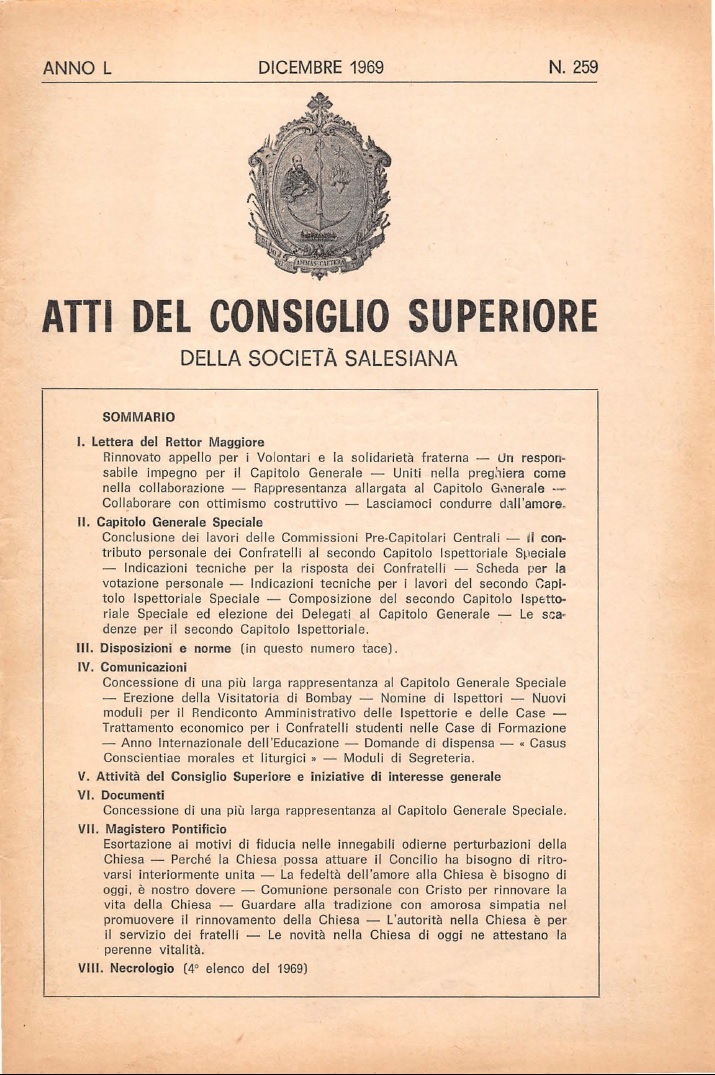 ANNO L DICEMBRE 1969 N. 259
ATTI DEL CONSIGLIO SUPERIORE
DELLA SOCIETÀ SALESIANA
SOMMARIO
I. Lettera del Rettor Maggiore
Rinnovato appello per i Volontari e la solidarietà fraterna — Un respon-
sabile impegno per il Capitolo Generale — Uniti nella preghiera come
nella collaborazione — Rappresentanza allargata al Capitolo Generale —
Collaborare con ottimismo costruttivo — Lasciamoci condurre dall'amore.
II. Capitolo Generale Speciale
Conclusione dei lavori delle Commissioni Pre-Capitolari Centrali — Il con-
tributo personale dei Confratelli al secondo Capitolo Ispettoriale Speciale
— Indicazioni tecniche per la risposta dei Confratelli — Scheda per la
votazione personale — Indicazioni tecniche per i lavori del secondo Capi-
tolo Ispettoriale Speciale — Composizione del secondo Capitolo Ispetto-
riale Speciale ed elezione dei Delegati al Capitolo Generale — Le sca-
denze per il secondo Capitolo Ispettoriale.
III. Disposizioni e norme (in questo numero tace).
IV. Comunicazioni
Concessione di una più larga rappresentanza al Capitolo Generale Speciale
— Erezione della Visitatoria di Bombay — Nomine di Ispettori — Nuovi
moduli per il Rendiconto Amministrativo delle Ispettorie e delle Case —
Trattamento economico per i Confratelli studenti nelle Case di Formazione
— Anno Internazionale dell'Educazione — Domande di dispensa — « Casus
Conscientiae morales et liturgici » — Moduli di Segreteria.
V. Attività del Consiglio Superiore e iniziative di interesse generale
VI. Documenti
Concessione di una più larga rappresentanza al Capitolo Generale Speciale.
VII. Magistero Pontificio
Esortazione ai motivi di fiducia nelle innegabili odierne perturbazioni della
Chiesa — Perché la Chiesa possa attuare il Concilio ha bisogno di ritro-
varsi interiormente unita — La fedeltà dell'amore alla Chiesa è bisogno di
oggi, è nostro dovere — Comunione personale con Cristo per rinnovare la
vita della Chiesa — Guardare alla tradizione con amorosa simpatia nel
promuovere il rinnovamento della Chiesa — L'autorità nella Chiesa è per
il servizio dei fratelli — Le novità nella Chiesa di oggi ne attestano la
perenne vitalità.
VIII. Necrologio (4° elenco del 1969)